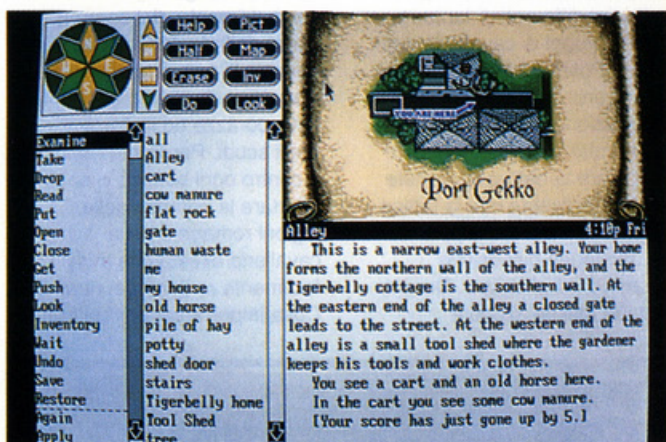 N
W
E
S
Help
Pict
Half
Map
Erase
Inv
Do
Look
Examine
Take
Drop
Read
Put
Open
Close
Get
Push
Look
Inventory
Wait
Undo
Save
Restore
Again
Apply
all
Alley
cart
cow manure
flat rock
gate
human waste
me
my house
old horse
pile of hay
potty
shed door
stairs
Tigerbelly home
Tool Shed
tree
YOU ARE HERE
Port Gekko
Alley 4:10p Fri
This is a narrow east-west alley. Your home
forms the northern wall of the alley, and the
Tigerbelly cottage is the southern wall. At
the eastern end of the alley a closed gate
leads to the street. At the western end of the
alley is a small tool shed where the gardener
keeps his tools and work clothes.
You see a cart and an old horse here.
In the cart you see some cow manure.
[Your score has just gone up by 5.]